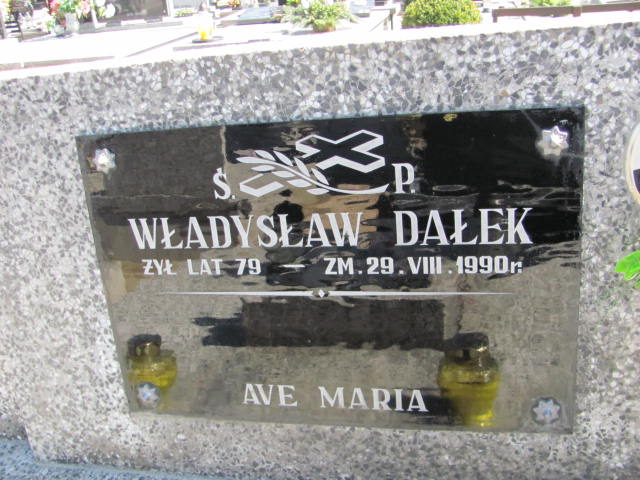 Ś. P.
WŁADYSŁAW DAŁEK
ŻYŁ LAT 79 – ZM. 29. VIII. 1990r.
AVE MARIA